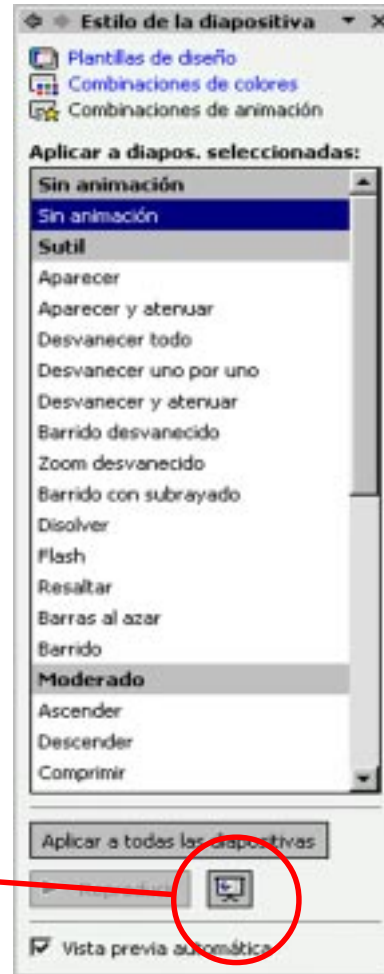 Estilo de la diapositiva
Plantillas de diseño
Combinaciones de colores
Combinaciones de animación
Aplicar a diapos. seleccionadas:
Sin animación
Sin animación
Sutil
Aparecer
Aparecer y atenuar
Desvanecer todo
Desvanecer uno por uno
Desvanecer y atenuar
Barrido desvanecido
Zoom desvanecido
Barrido con subrayado
Disolver
Flash
Resaltar
Barras al azar
Barrido
Moderado
Ascender
Descender
Comprimir
Aplicar a todas las diapositivas
Reproducir
Vista previa automática